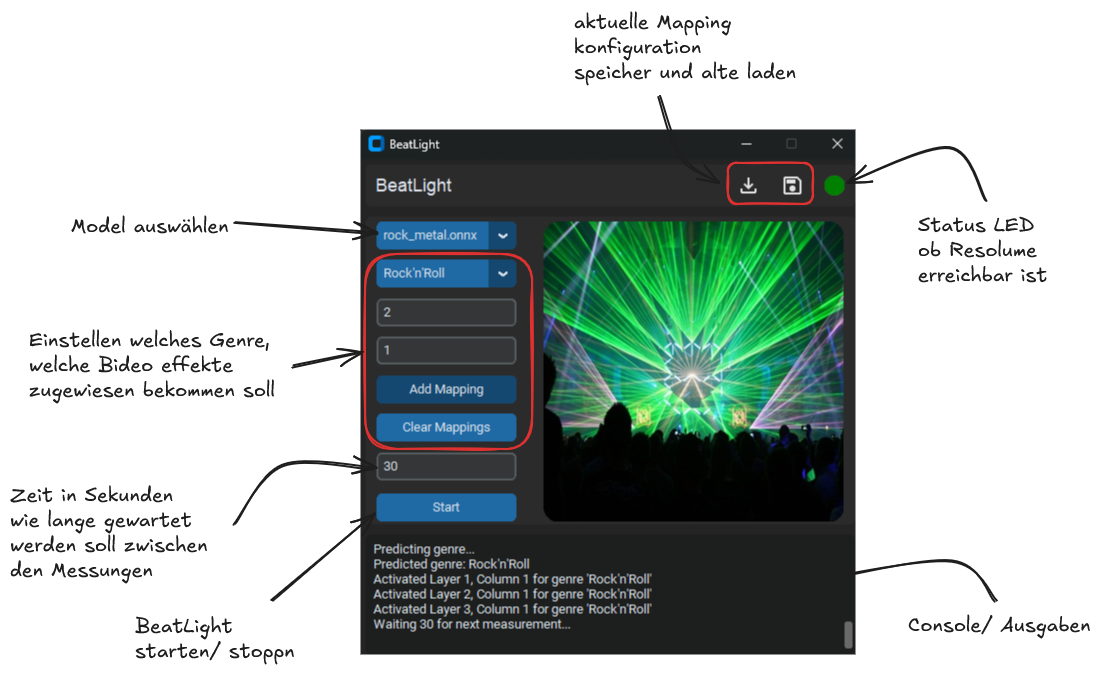 aktuelle Mapping
konfiguration
speicher und alte laden
BeatLight
BeatLight
Model auswählen
rock_metal.onnx
Status LED
ob Resolume
erreichbar ist
Rock'n'Roll
2
Einstellen welches Genre,
welche Bideo effekte
zugewiesen bekommen soll
1
Add Mapping
Clear Mappings
30
Zeit in Sekunden
wie lange gewartet
werden soll zwischen
den Messungen
Start
Predicting genre...
Predicted genre: Rock'n'Roll
Activated Layer 1, Column 1 for genre 'Rock'n'Roll'
Activated Layer 2, Column 1 for genre 'Rock'n'Roll'
Activated Layer 3, Column 1 for genre 'Rock'n'Roll'
Waiting 30 for next measurement...
BeatLight
starten/ stoppn
Console/ Ausgaben